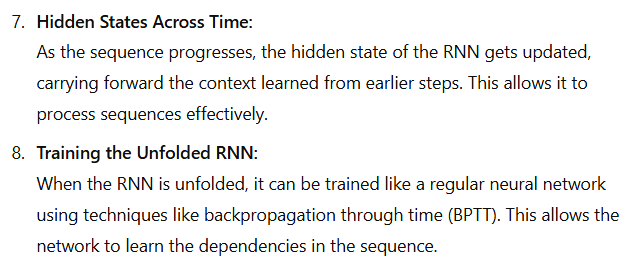 7. Hidden States Across Time:
As the sequence progresses, the hidden state of the RNN gets updated,
carrying forward the context learned from earlier steps. This allows it to
process sequences effectively.
8. Training the Unfolded RNN:
When the RNN is unfolded, it can be trained like a regular neural network
using techniques like backpropagation through time (BPTT). This allows the
network to learn the dependencies in the sequence.